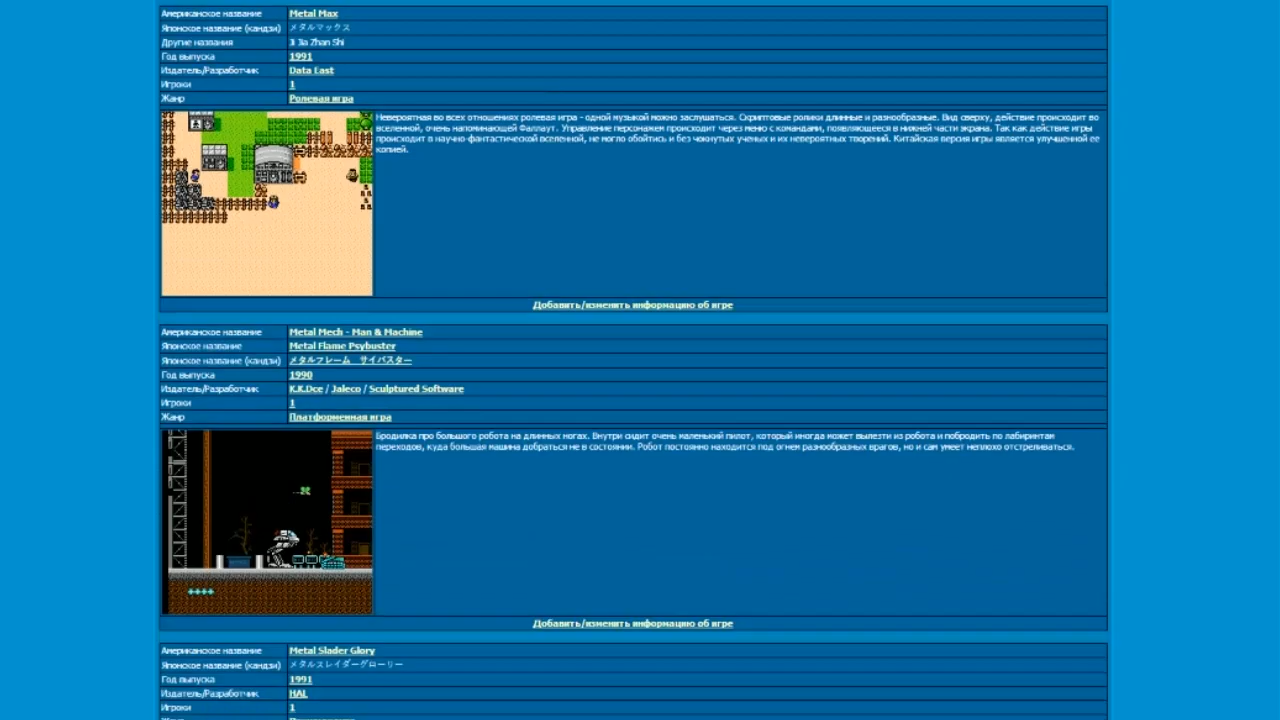 Американское название Metal Max
Японское название (кандзи) メタルマックス
Другие названия Ji Jia Zhan Shi
Год выпуска 1991
Издатель/Разработчик Data East
Игроки 1
Жанр Ролевая игра
Невероятная во всех отношениях ролевая игра - одной музыкой можно заслушаться. Скриптовые ролики длинные и разнообразные. Вид сверху, действие происходит во
вселенной, очень напоминающей Фаллаут. Управление персонажем происходит через меню с командами, появляющееся в нижней части экрана. Так как действие игры
происходит в научно-фантастической вселенной, не могло обойтись и без чокнутых ученых и их невероятных творений. Китайская версия игры является улучшенной ее
копией.
Добавить/изменить информацию об игре
Американское название Metal Mech - Man & Machine
Японское название Metal Flame Psybuster
Японское название (кандзи) メタルフレーム サイバスター
Год выпуска 1990
Издатель/Разработчик K.K.Dce / Jaleco / Sculptured Software
Игроки 1
Жанр Платформенная игра
Бродилка про большого робота на длинных ногах. Внутри сидит очень маленький пилот, который иногда может вылезти из робота и побродить по лабиринтам
переходов, куда большая машина добраться не в состоянии. Робот постоянно находится под огнем разнообразных врагов, но и сам умеет неплохо отстреливаться.
Добавить/изменить информацию об игре
Американское название Metal Slader Glory
Японское название (кандзи) メタルスレイダーグローリー
Год выпуска 1991
Издатель/Разработчик HAL
Игроки 1